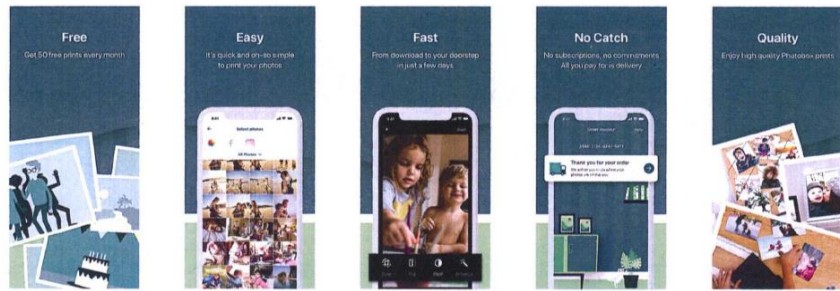 Free
Get 50 free prints every month
Easy
It's quick and oh-so simple
to print your photos
Select photos
All Photos
Fast
From download to your doorstep
in just a few days
No Catch
No subscriptions, no commitments
All you pay for is delivery
Thank you for your order
Quality
Enjoy high quality Photobox prints